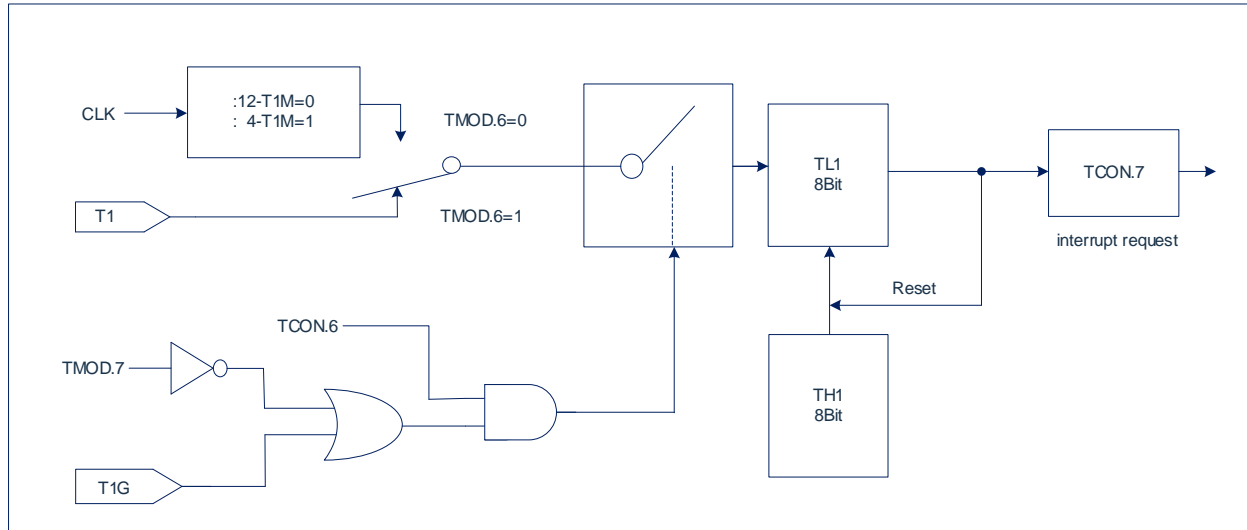 :12-T1M=0
: 4-T1M=1
CLK
TMOD.6=0
TL1
8Bit
TCON.7
T1
TMOD.6=1
interrupt request
Reset
TCON.6
TMOD.7
TH1
8Bit
T1G